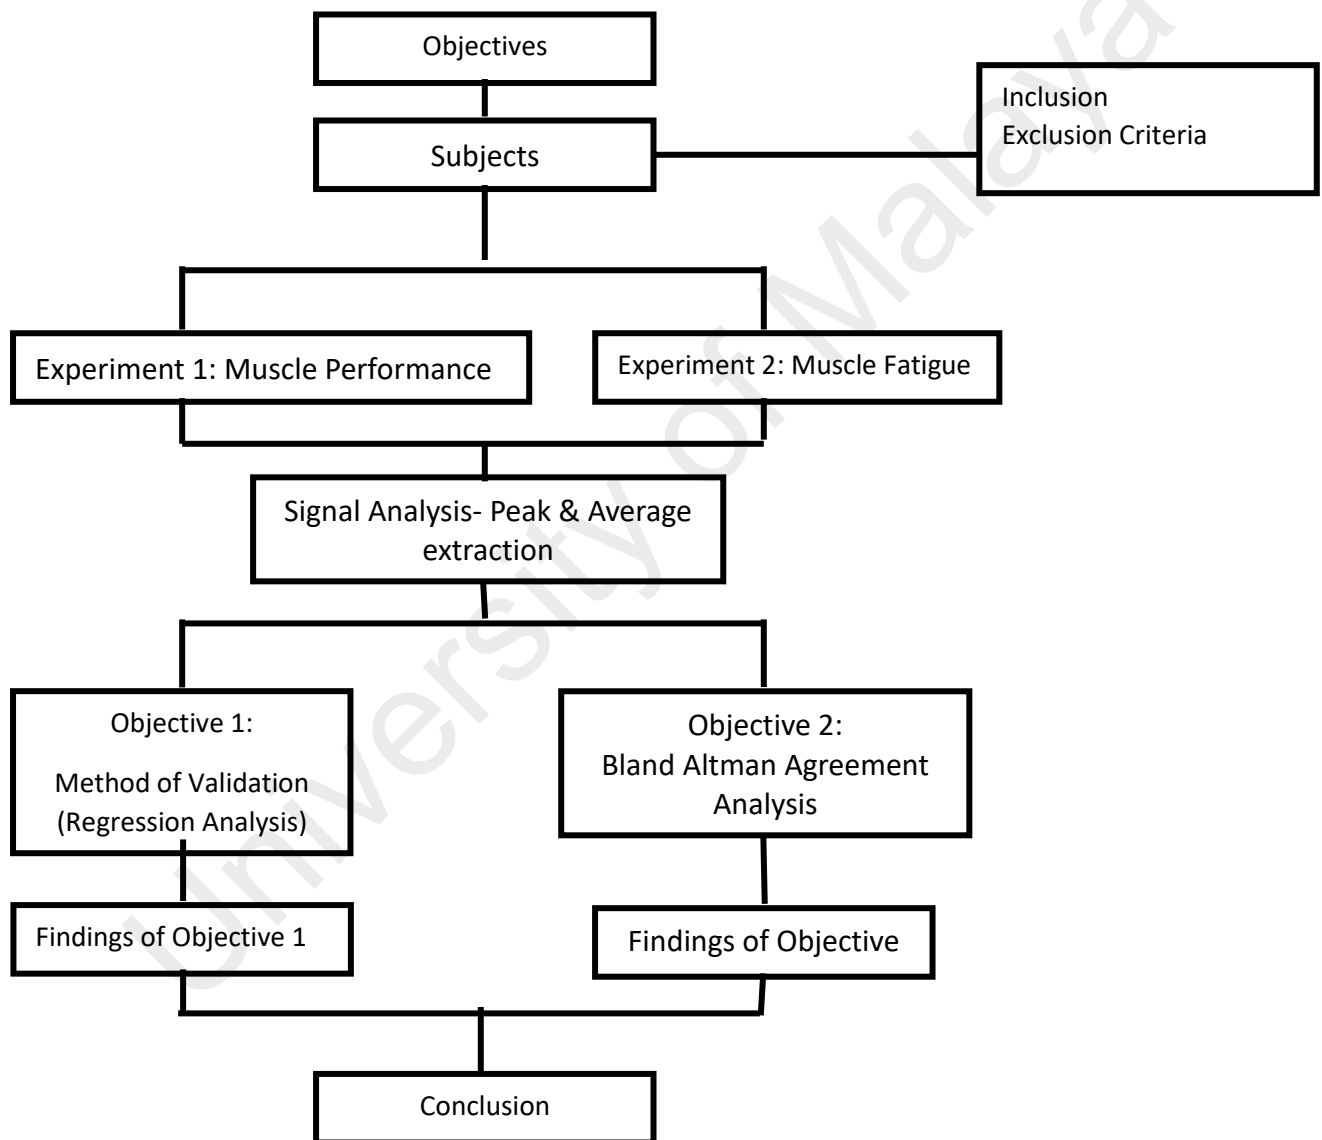 Objectives
Inclusion
Exclusion Criteria
Subjects
Experiment 1: Muscle Performance
Experiment 2: Muscle Fatigue
Signal Analysis- Peak & Average
extraction
Objective 1:
Method of Validation
(Regression Analysis)
Objective 2:
Bland Altman Agreement
Analysis
Findings of Objective 1
Findings of Objective
Conclusion
University of Malaya